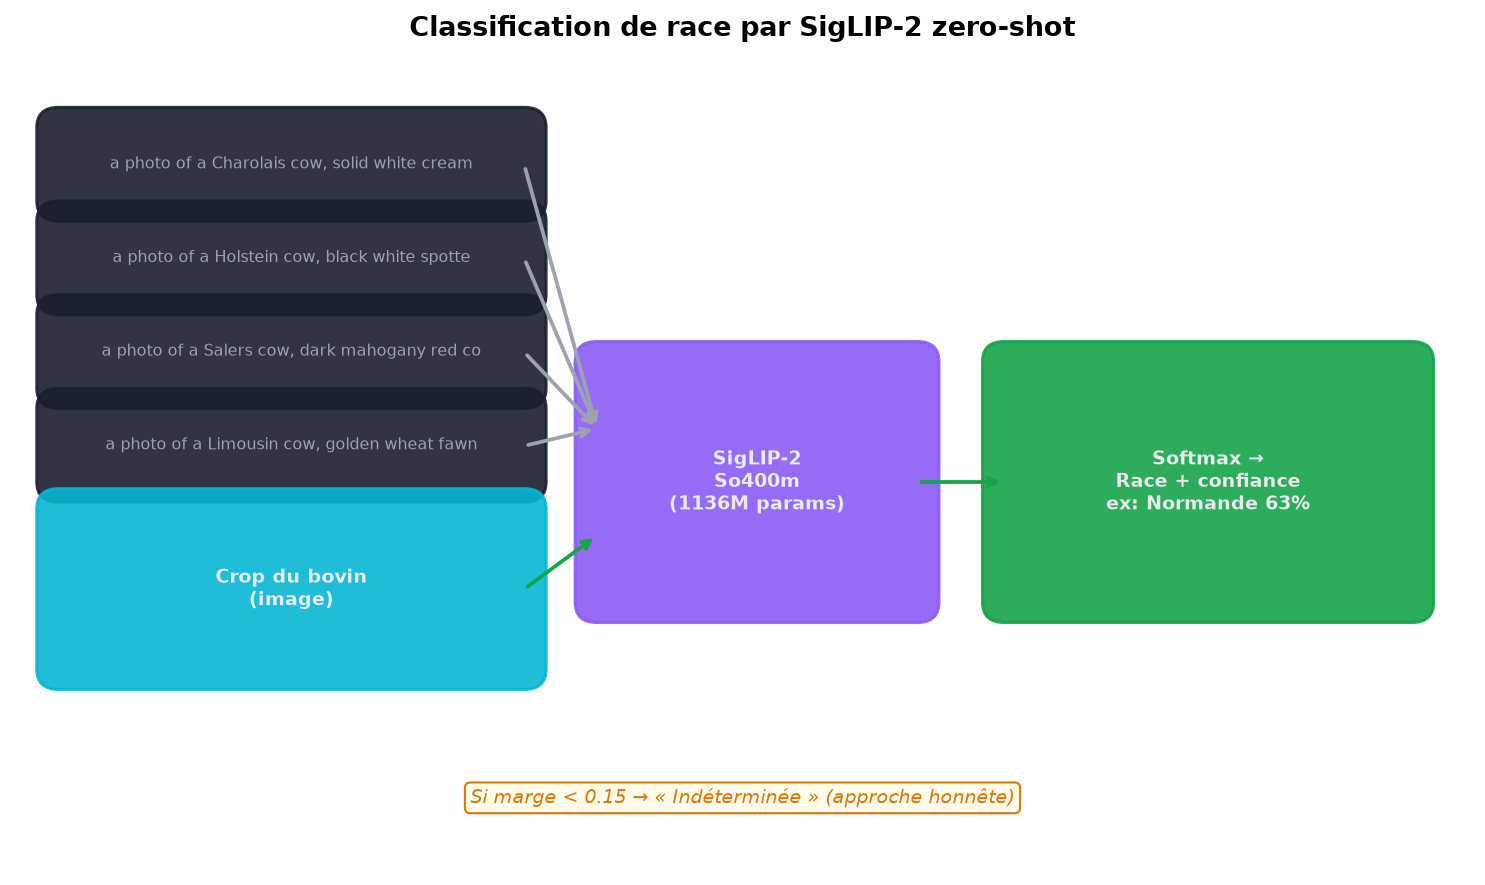 Classification de race par SigLIP-2 zero-shot
a photo of a Charolais cow, solid white cream
a photo of a Holstein cow, black white spotte
a photo of a Salers cow, dark mahogany red co
a photo of a Limousin cow, golden wheat fawn
Crop du bovin
(image)
SigLIP-2
So400m
(1136M params)
Softmax →
Race + confiance
ex: Normande 63%
Si marge < 0.15 → « Indéterminée » (approche honnête)